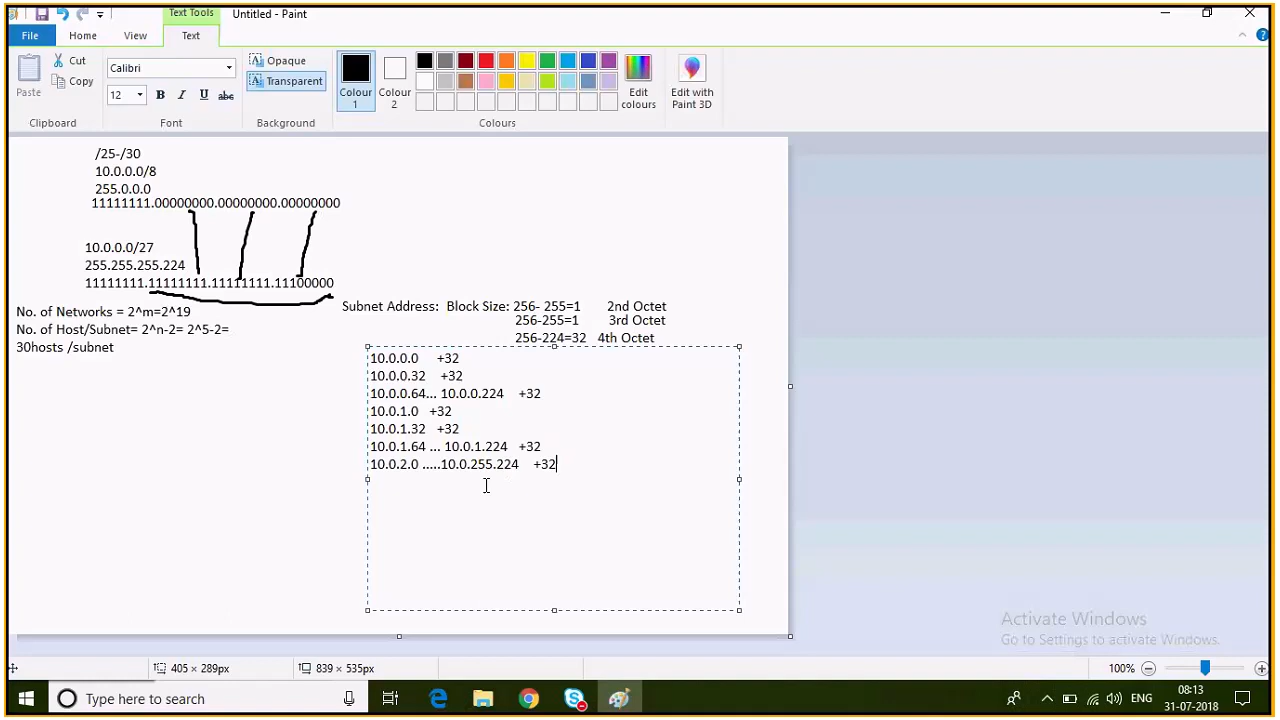 Text Tools
Untitled - Paint
File
Home
View
Text
Paste
Cut
Copy
Clipboard
Calibri
12
B I U abc
Font
Opaque
Transparent
Background
Colour 1
Colour 2
Edit colours
Colours
Edit with Paint 3D
/25-/30
10.0.0.0/8
255.0.0.0
11111111.00000000.00000000.00000000
10.0.0.0/27
255.255.255.224
11111111.11111111.11111111.11100000
No. of Networks = 2^m=2^19
No. of Host/Subnet= 2^n-2= 2^5-2=
30hosts /subnet
Subnet Address: Block Size: 256- 255=1 2nd Octet
256-255=1 3rd Octet
256-224=32 4th Octet
10.0.0.0 +32
10.0.0.32 +32
10.0.0.64... 10.0.0.224 +32
10.0.1.0 +32
10.0.1.32 +32
10.0.1.64 ... 10.0.1.224 +32
10.0.2.0 .....10.0.255.224 +32
Activate Windows
Go to Settings to activate Windows.
405 × 289px
839 × 535px
100%
Type here to search
ENG
08:13
31-07-2018